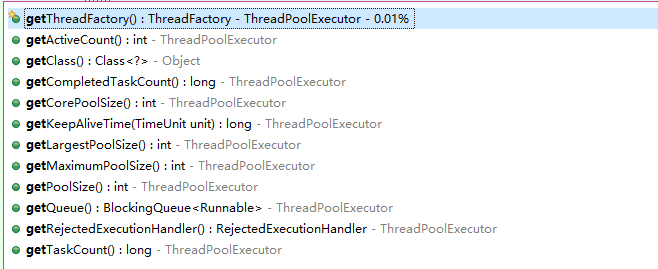 getThreadFactory() : ThreadFactory - ThreadPoolExecutor - 0.01%
getActiveCount() : int - ThreadPoolExecutor
getClass() : Class<?> - Object
getCompletedTaskCount() : long - ThreadPoolExecutor
getCorePoolSize() : int - ThreadPoolExecutor
getKeepAliveTime(TimeUnit unit) : long - ThreadPoolExecutor
getLargestPoolSize() : int - ThreadPoolExecutor
getMaximumPoolSize() : int - ThreadPoolExecutor
getPoolSize() : int - ThreadPoolExecutor
getQueue() : BlockingQueue<Runnable> - ThreadPoolExecutor
getRejectedExecutionHandler() : RejectedExecutionHandler - ThreadPoolExecutor
getTaskCount() : long - ThreadPoolExecutor